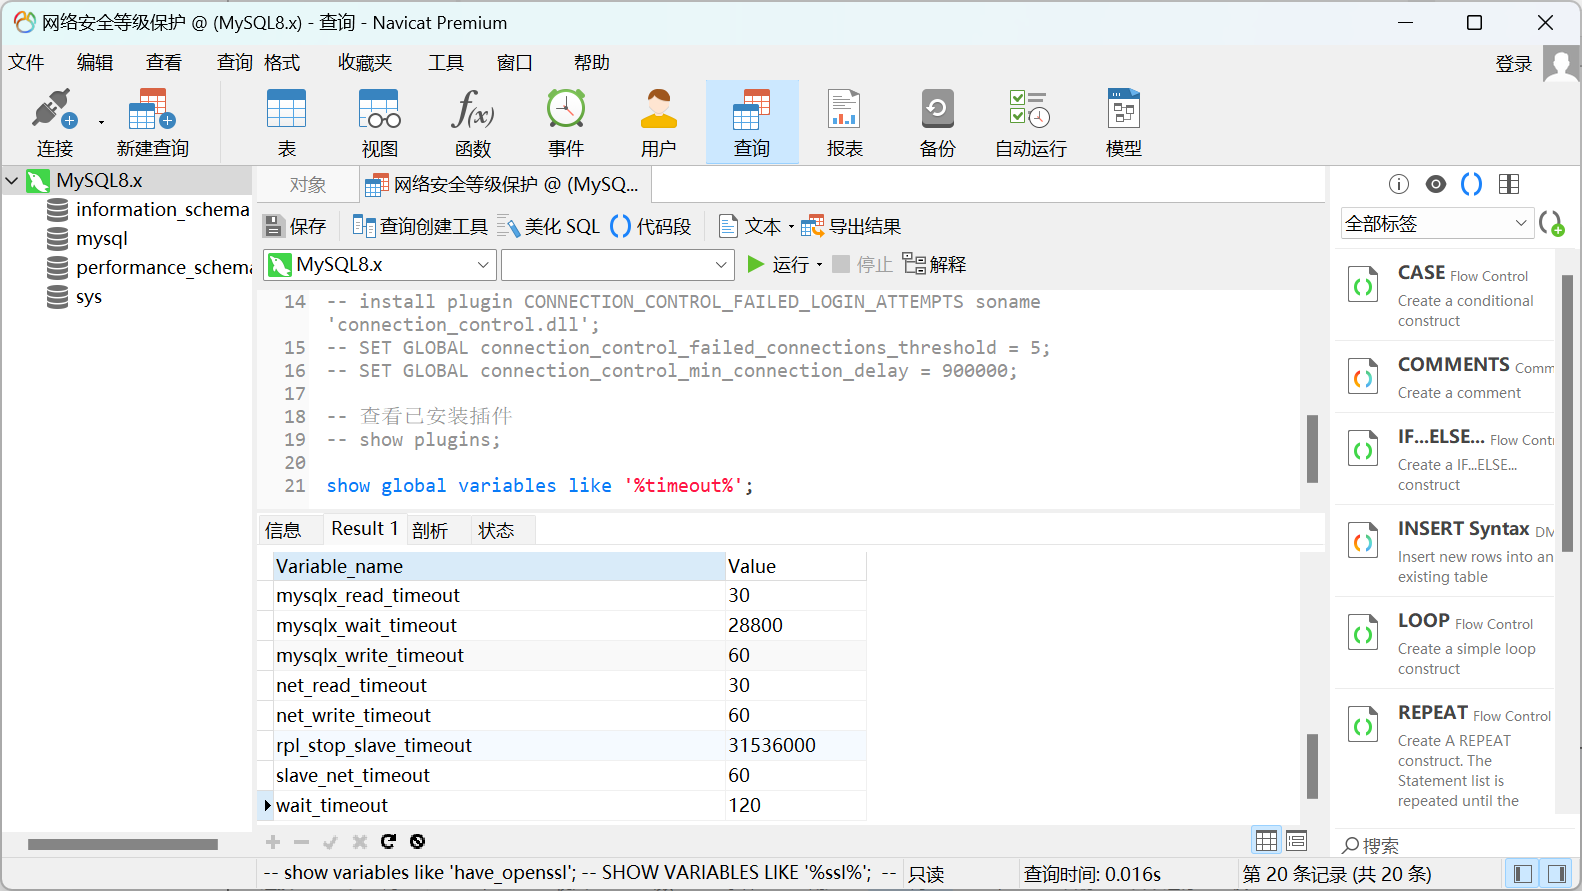 网络安全等级保护 @ (MySQL8.x) - 查询 - Navicat Premium
文件 编辑 查看 查询 格式 收藏夹 工具 窗口 帮助 登录
连接 新建查询 表 视图 函数 事件 用户 查询 报表 备份 自动运行 模型
MySQL8.x
information_schema
mysql
performance_schema
sys
对象 网络安全等级保护 @ (MySQ...
保存 查询创建工具 美化 SQL 代码段 文本 导出结果
MySQL8.x 运行 停止 解释
14 -- install plugin CONNECTION_CONTROL_FAILED_LOGIN_ATTEMPTS soname
'connection_control.dll';
15 -- SET GLOBAL connection_control_failed_connections_threshold = 5;
16 -- SET GLOBAL connection_control_min_connection_delay = 900000;
17
18 -- 查看已安装插件
19 -- show plugins;
20
21 show global variables like '%timeout%';
信息 Result 1 剖析 状态
Variable_name Value
mysqlx_read_timeout 30
mysqlx_wait_timeout 28800
mysqlx_write_timeout 60
net_read_timeout 30
net_write_timeout 60
rpl_stop_slave_timeout 31536000
slave_net_timeout 60
wait_timeout 120
全部标签
CASE Flow Control
Create a conditional
construct
COMMENTS Comm
Create a comment
IF...ELSE... Flow Cont
Create a IF...ELSE...
construct
INSERT Syntax DM
Insert new rows into an
existing table
LOOP Flow Control
Create a simple loop
construct
REPEAT Flow Control
Create A REPEAT
construct. The
Statement list is
repeated until the
搜索
-- show variables like 'have_openssl'; -- SHOW VARIABLES LIKE '%ssl%'; -- 只读 查询时间: 0.016s 第 20 条记录 (共 20 条)